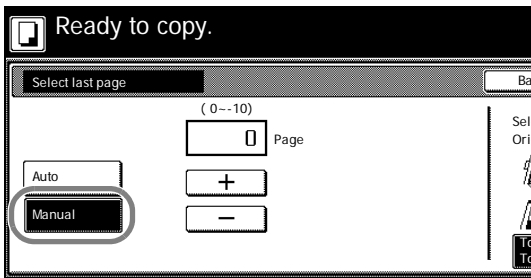 Ready to copy.
Select last page
Ba
( 0~-10)
0 Page
Sel
Ori
Auto
+
Manual
−
To
To